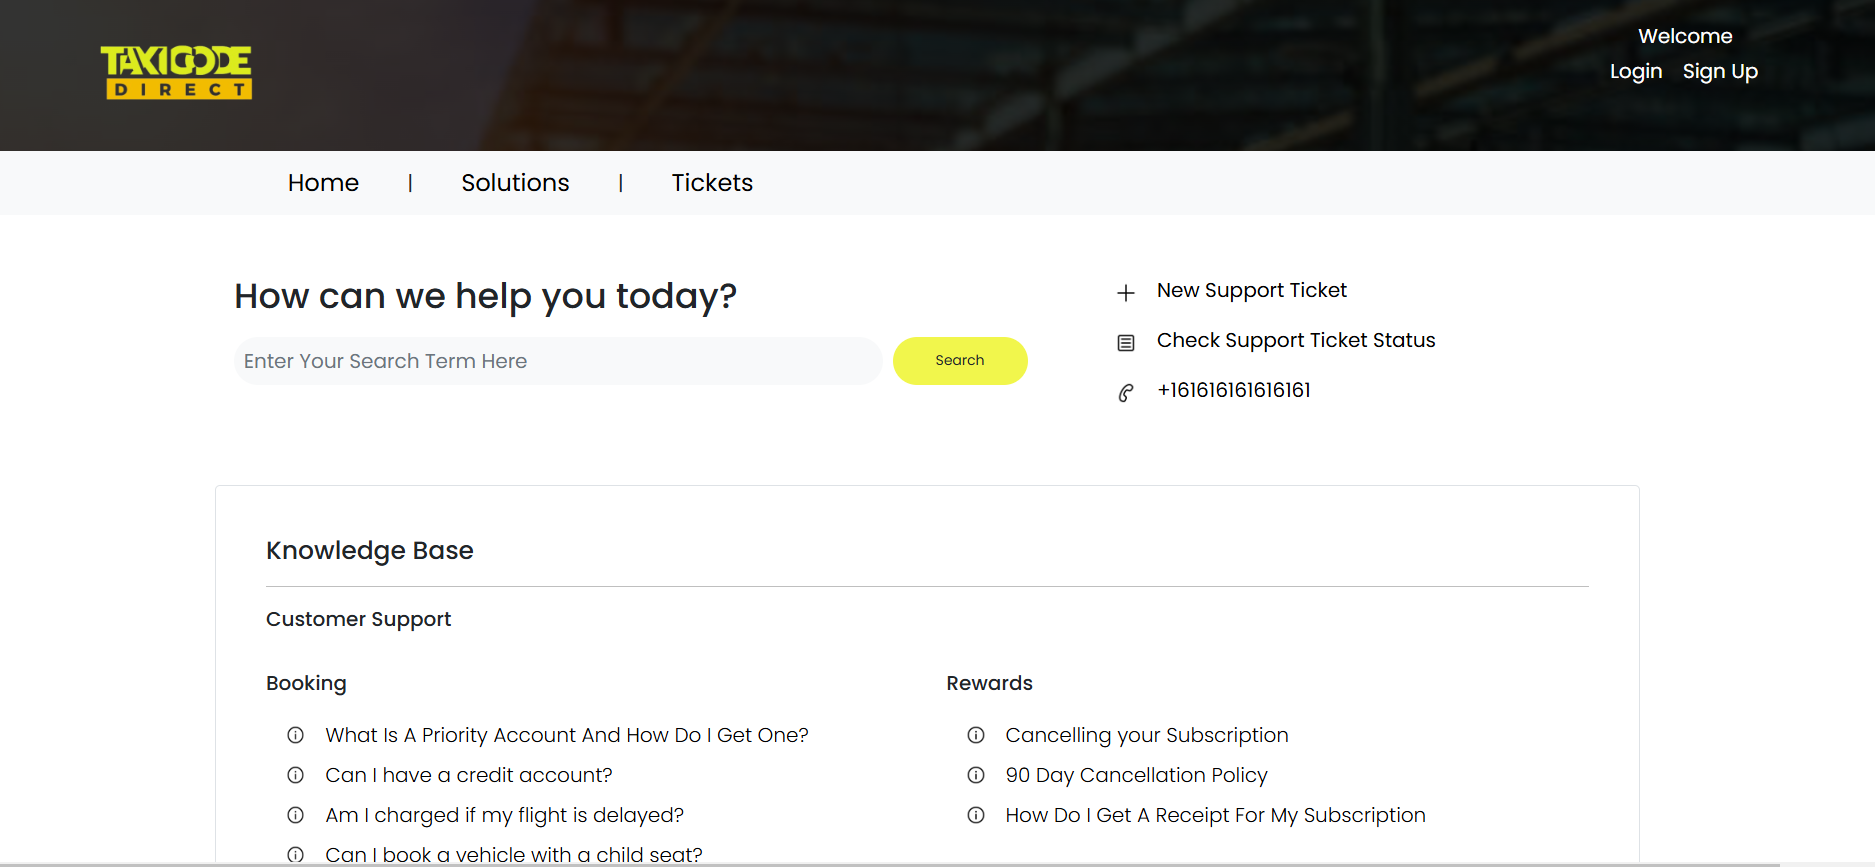 TAXICODE
DIRECT
Welcome
Login Sign Up
Home | Solutions | Tickets
How can we help you today?
Enter Your Search Term Here
Search
New Support Ticket
Check Support Ticket Status
+161616161616161
Knowledge Base
Customer Support
Booking
What Is A Priority Account And How Do I Get One?
Can I have a credit account?
Am I charged if my flight is delayed?
Can I book a vehicle with a child seat?
Rewards
Cancelling your Subscription
90 Day Cancellation Policy
How Do I Get A Receipt For My Subscription